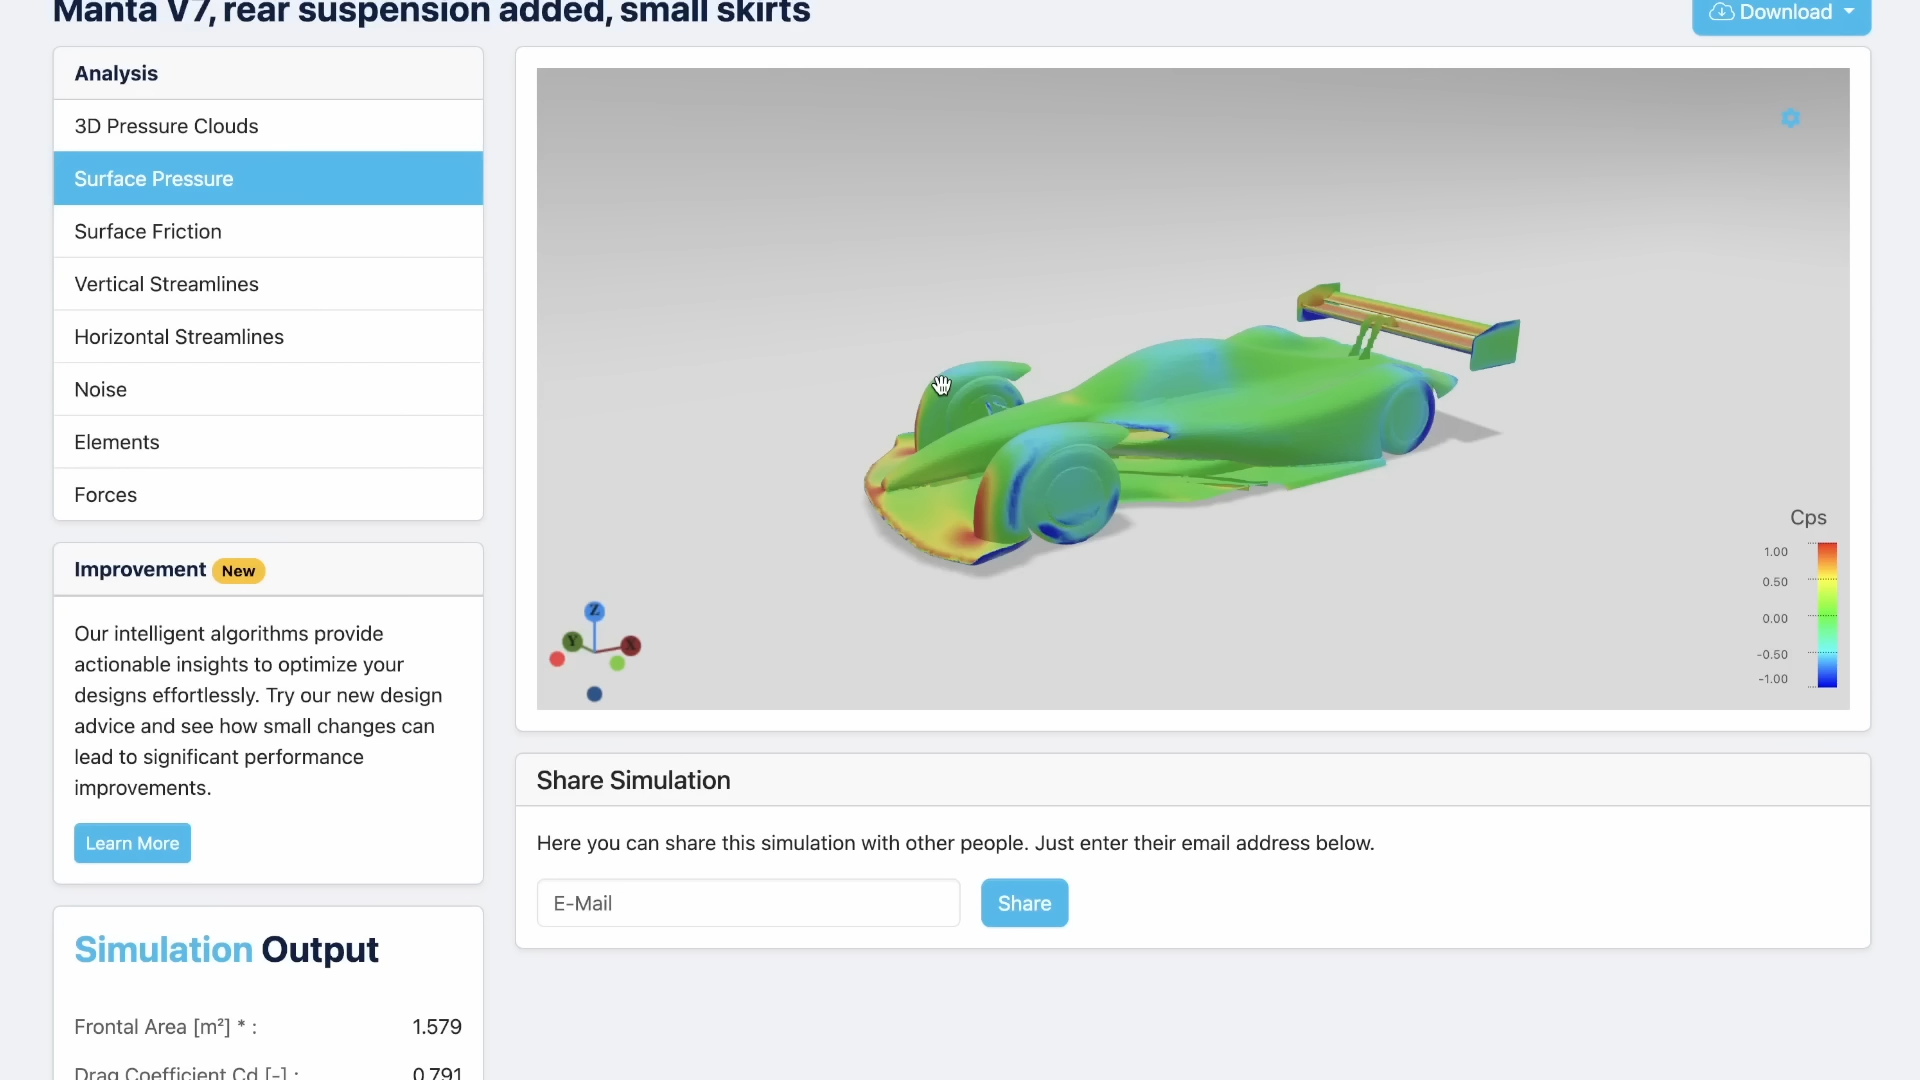 Manta V7, rear suspension added, small skirts
Download
Analysis
3D Pressure Clouds
Surface Pressure
Surface Friction
Vertical Streamlines
Horizontal Streamlines
Noise
Elements
Forces
Improvement New
Our intelligent algorithms provide
actionable insights to optimize your
designs effortlessly. Try our new design
advice and see how small changes can
lead to significant performance
improvements.
Learn More
Simulation Output
Frontal Area [m²] * : 1.579
Drag Coefficient Cd [-] : 0.791
Cps
1.00
0.50
0.00
-0.50
-1.00
Z
Y
X
Share Simulation
Here you can share this simulation with other people. Just enter their email address below.
E-Mail
Share